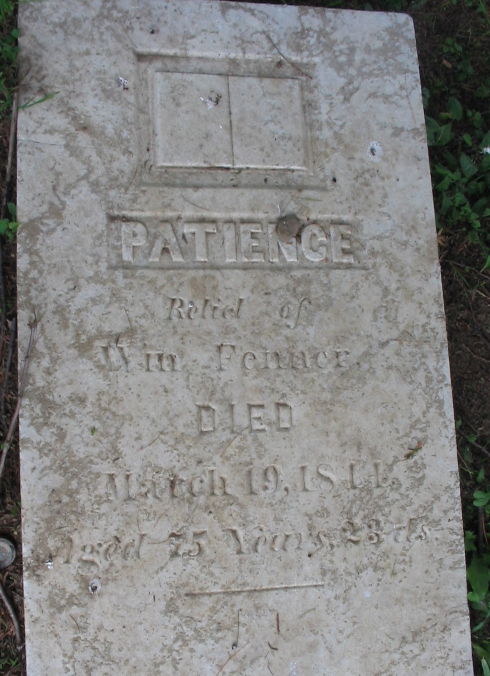 PATIENCE
Relict of
Wm Fenner
DIED
March 19, 1844.
Aged 75 Years, 23 ds.